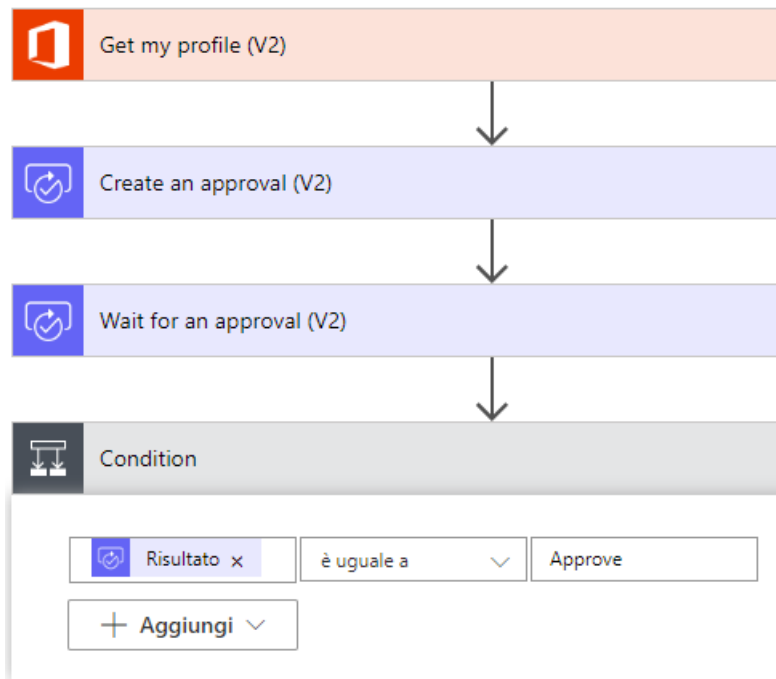 Get my profile (V2)
Create an approval (V2)
Wait for an approval (V2)
Condition
Risultato x è uguale a Approve
+ Aggiungi